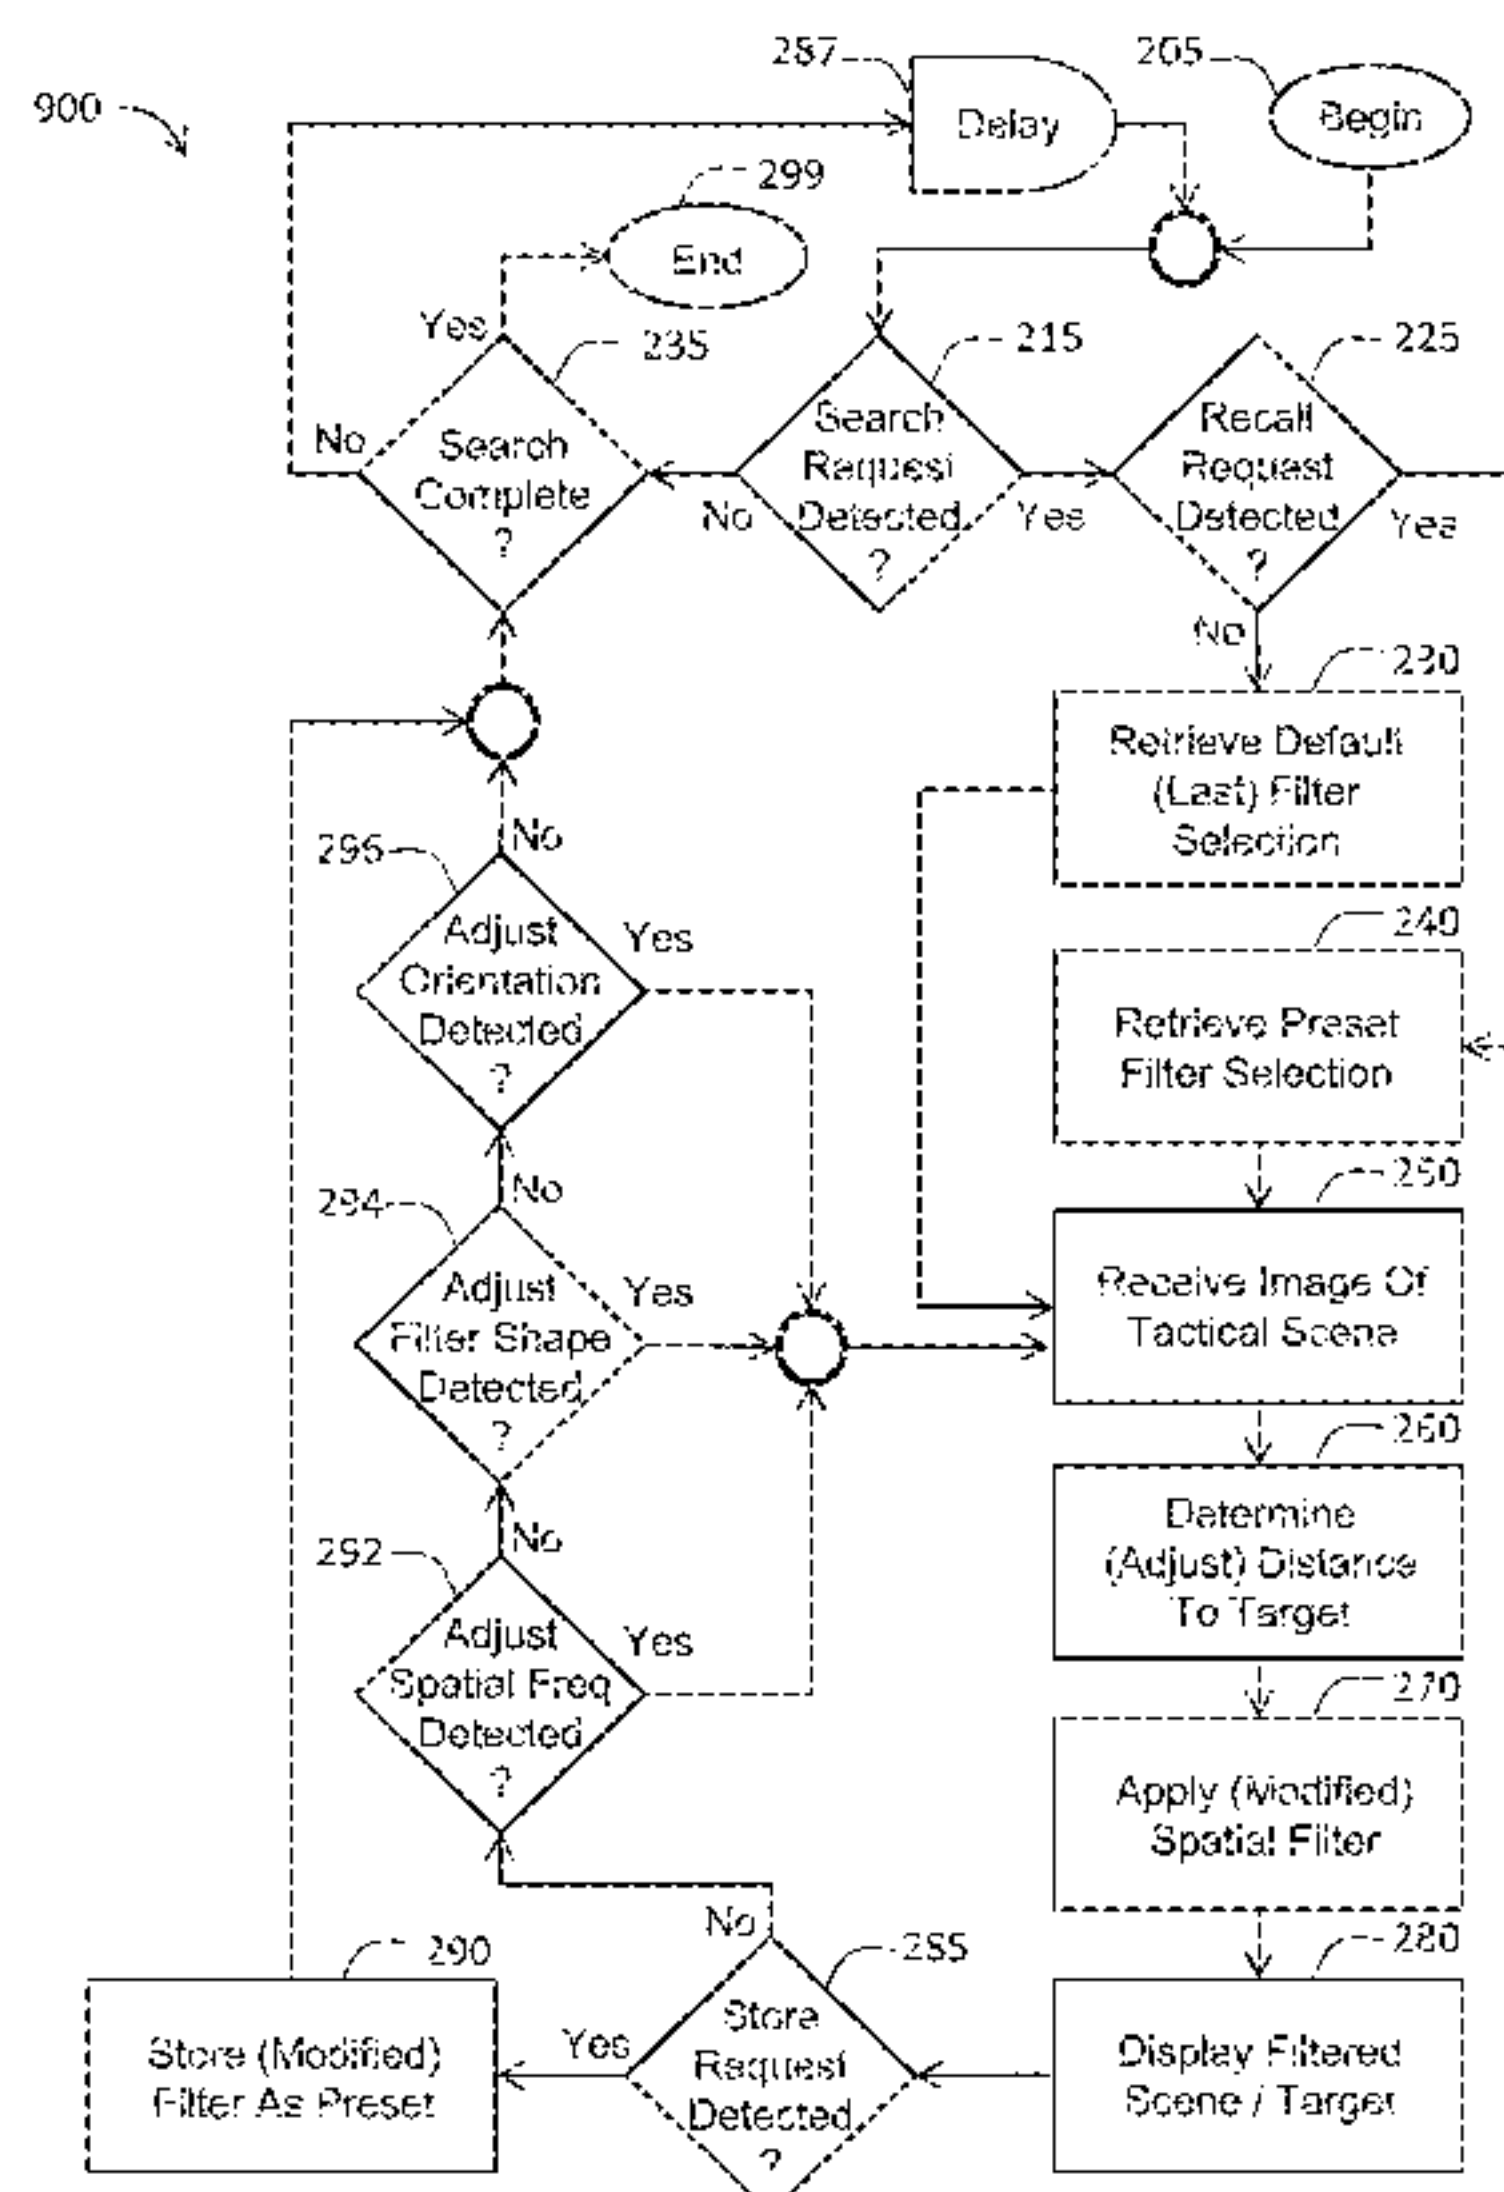 900
287
Delay
205
Begin
299
End
Yes
235
No
Search
Complete
?
215
Search
Request
Detected
?
No
Yes
225
Recall
Request
Detected
?
Yes
No
230
Retrieve Default
(Last) Filter
Selection
240
Retrieve Preset
Filter Selection
250
Receive Image Of
Tactical Scene
260
Determine
(Adjust) Distance
To Target
270
Apply (Modified)
Spatial Filter
280
Display Filtered
Scene / Target
285
Store
Request
Detected
?
No
Yes
290
Store (Modified)
Filter As Preset
292
Adjust
Spatial Freq
Detected
?
Yes
No
294
Adjust
Filter Shape
Detected
?
Yes
No
296
Adjust
Orientation
Detected
?
Yes
No